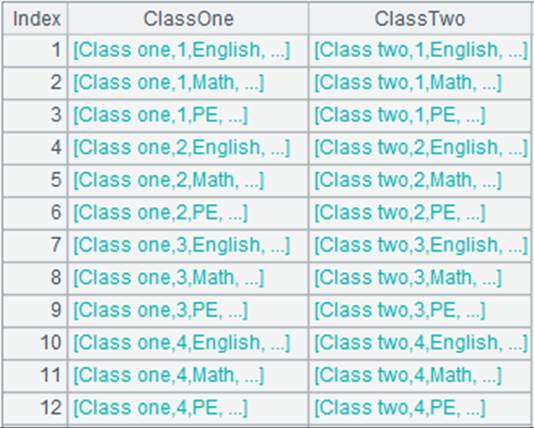 Index ClassOne ClassTwo
1 [Class one,1,English, ...] [Class two,1,English, ...]
2 [Class one,1,Math, ...] [Class two,1,Math, ...]
3 [Class one,1,PE, ...] [Class two,1,PE, ...]
4 [Class one,2,English, ...] [Class two,2,English, ...]
5 [Class one,2,Math, ...] [Class two,2,Math, ...]
6 [Class one,2,PE, ...] [Class two,2,PE, ...]
7 [Class one,3,English, ...] [Class two,3,English, ...]
8 [Class one,3,Math, ...] [Class two,3,Math, ...]
9 [Class one,3,PE, ...] [Class two,3,PE, ...]
10 [Class one,4,English, ...] [Class two,4,English, ...]
11 [Class one,4,Math, ...] [Class two,4,Math, ...]
12 [Class one,4,PE, ...] [Class two,4,PE, ...]